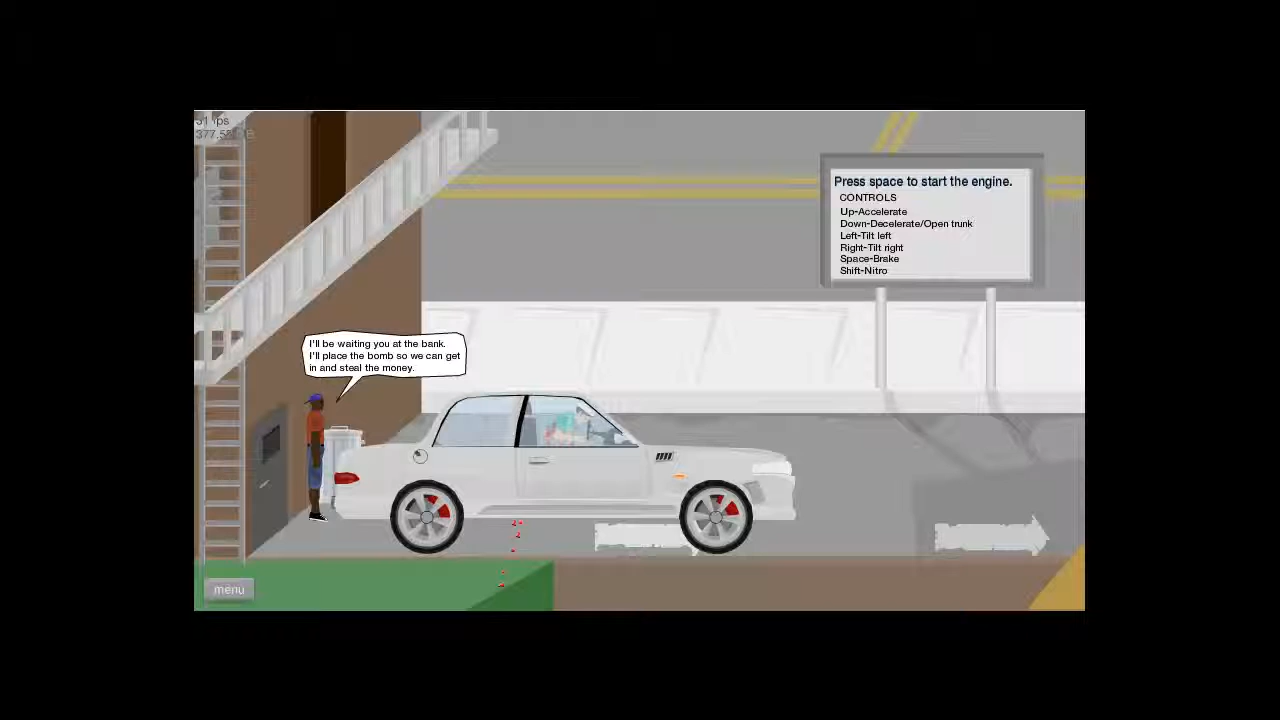 Press space to start the engine.
CONTROLS
Up-Accelerate
Down-Decelerate/Open trunk
Left-Tilt left
Right-Tilt right
Space-Brake
Shift-Nitro
I'll be waiting you at the bank.
I'll place the bomb so we can get
in and steal the money.
menu